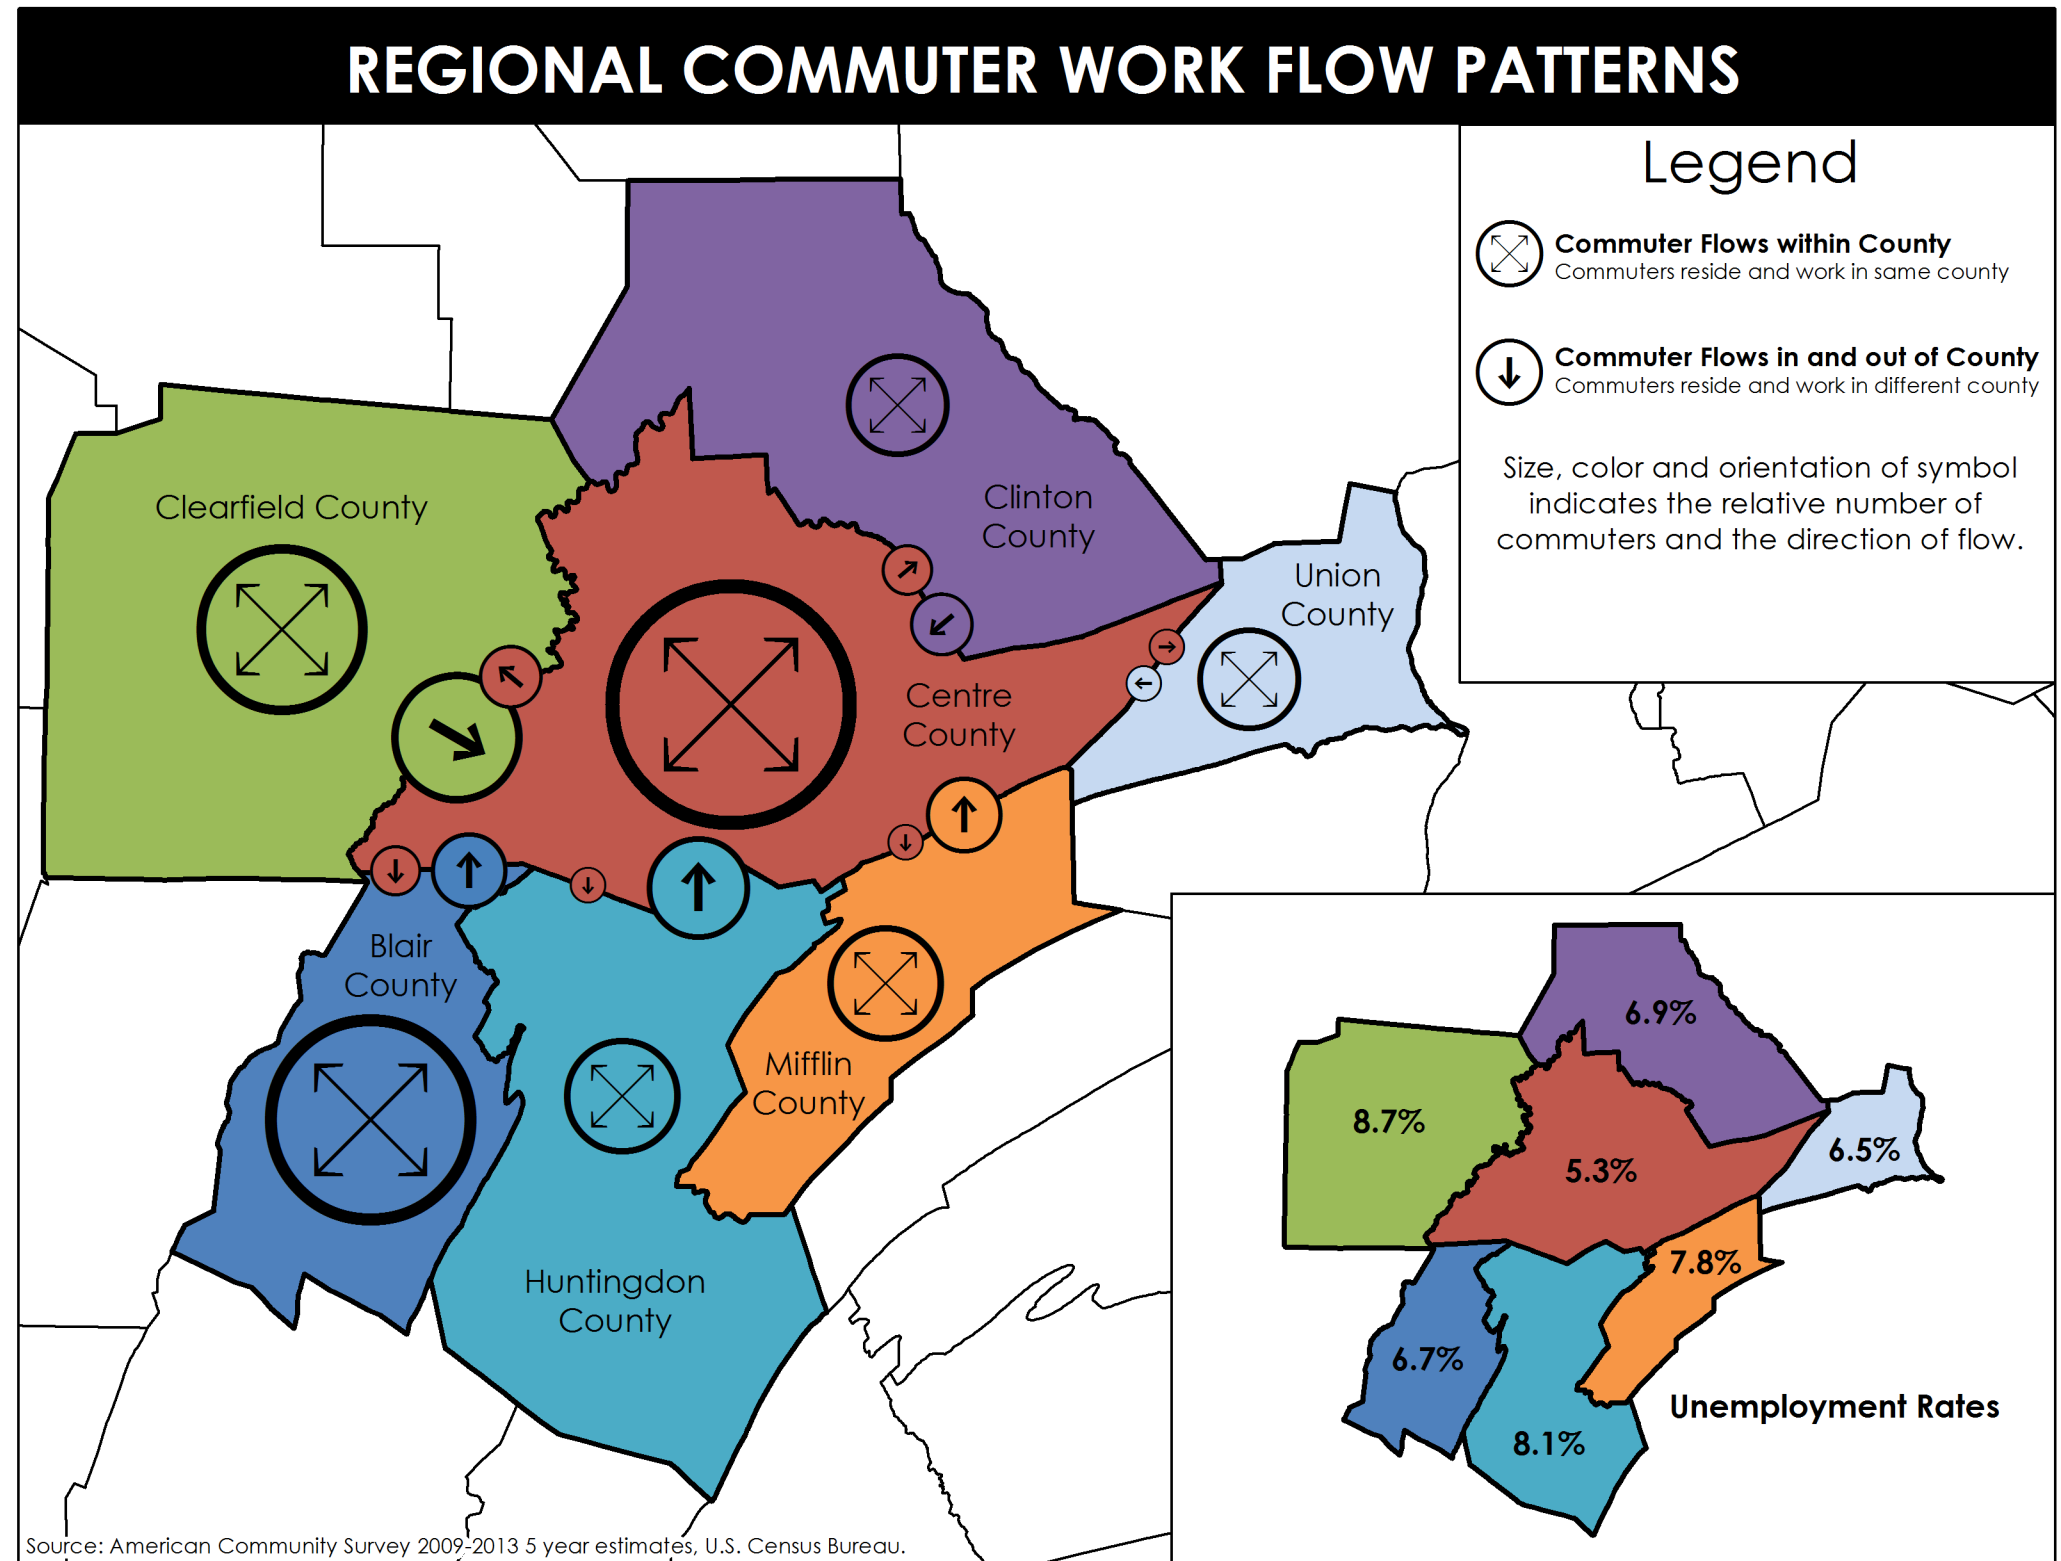 REGIONAL COMMUTER WORK FLOW PATTERNS
Legend
Commuter Flows within County
Commuters reside and work in same county
Commuter Flows in and out of County
Commuters reside and work in different county
Size, color and orientation of symbol
indicates the relative number of
commuters and the direction of flow.
Clearfield County
Clinton
County
Union
County
Centre
County
Blair
County
Mifflin
County
Huntingdon
County
6.9%
8.7%
6.5%
5.3%
7.8%
6.7%
8.1%
Unemployment Rates
Source: American Community Survey 2009-2013 5 year estimates, U.S. Census Bureau.